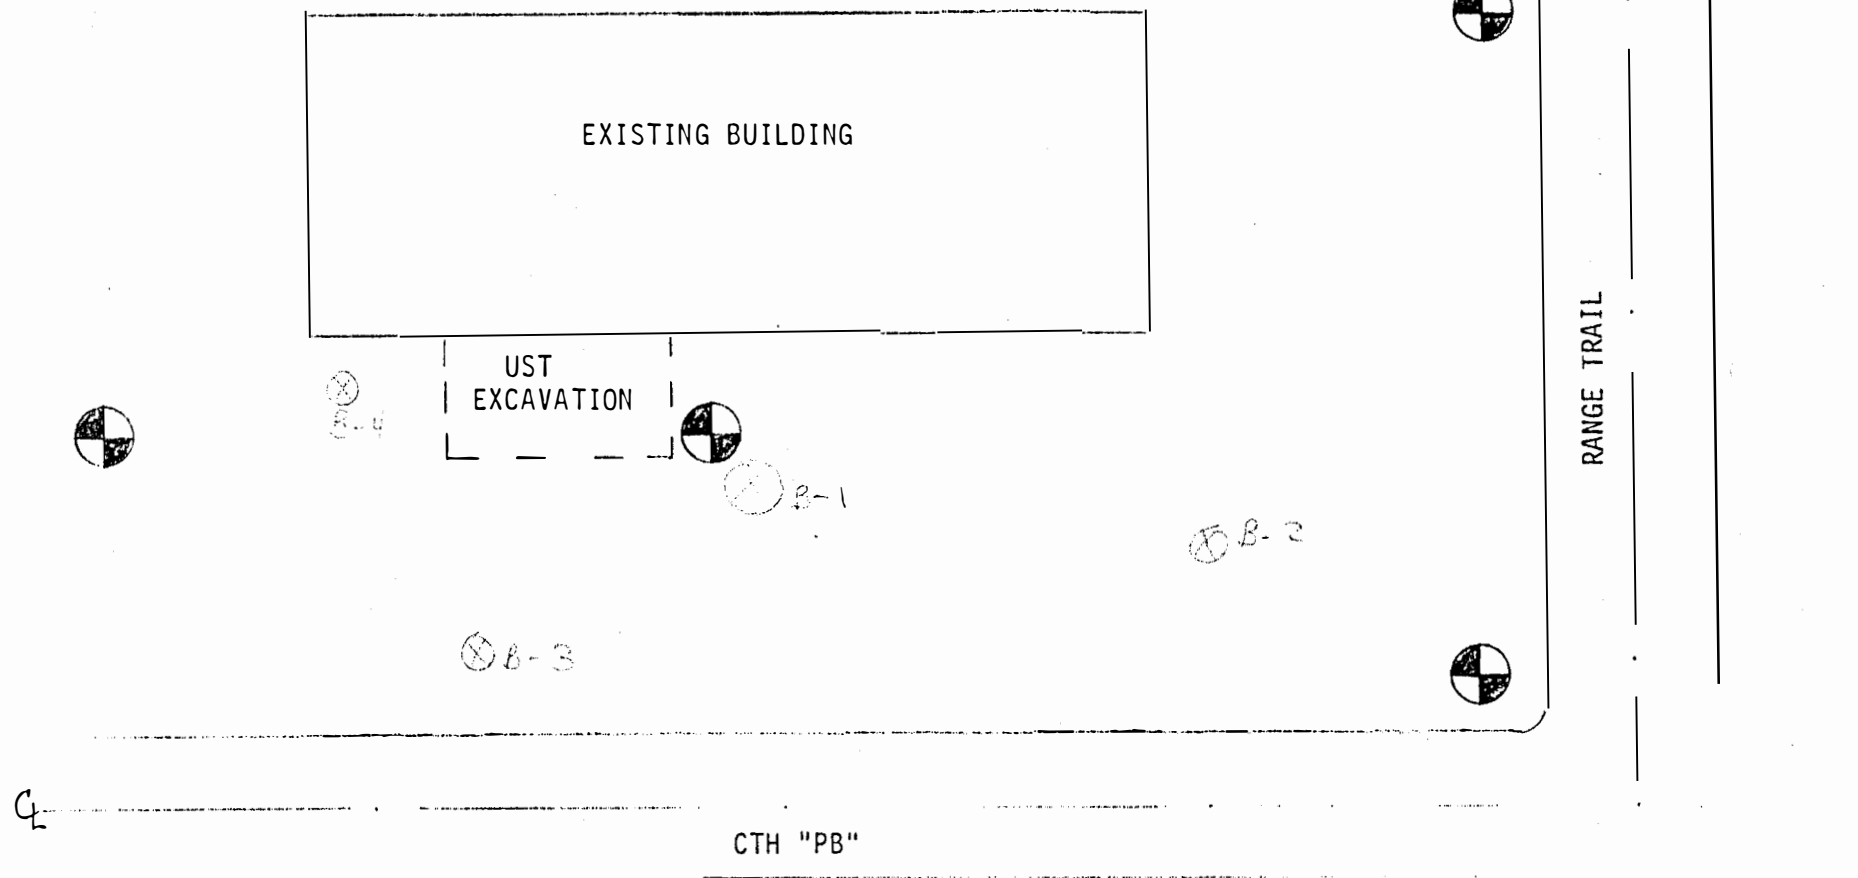 EXISTING BUILDING
UST
EXCAVATION
B-4
B-1
B-2
B-3
RANGE TRAIL
℄
CTH "PB"